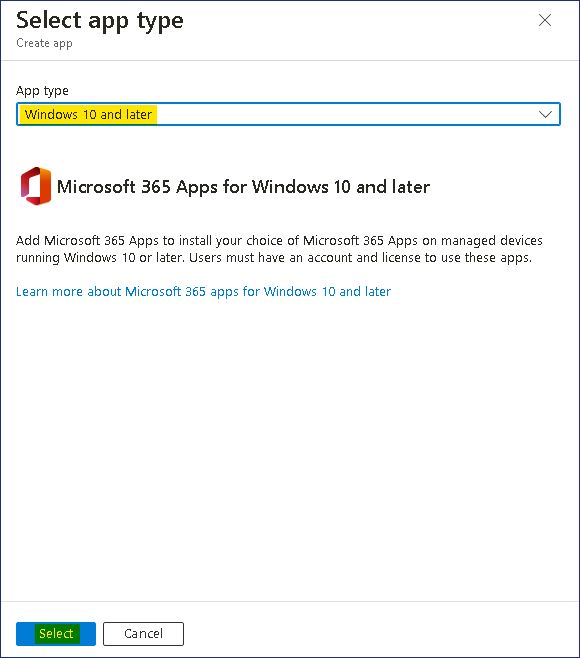 Select app type
Create app
App type
Windows 10 and later
Microsoft 365 Apps for Windows 10 and later
Add Microsoft 365 Apps to install your choice of Microsoft 365 Apps on managed devices
running Windows 10 or later. Users must have an account and license to use these apps.
Learn more about Microsoft 365 apps for Windows 10 and later
Select
Cancel